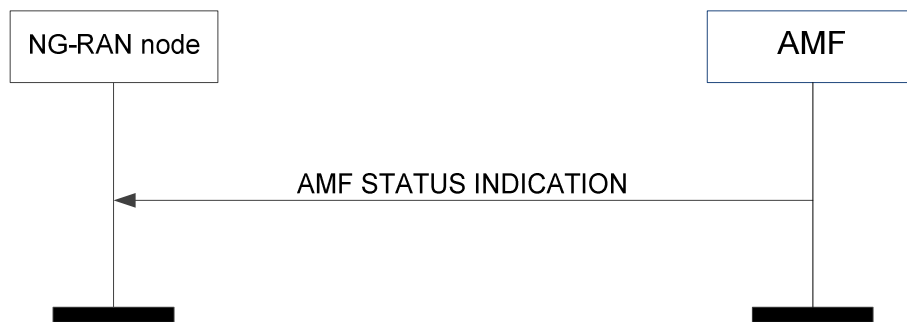 NG-RAN node
AMF
AMF STATUS INDICATION